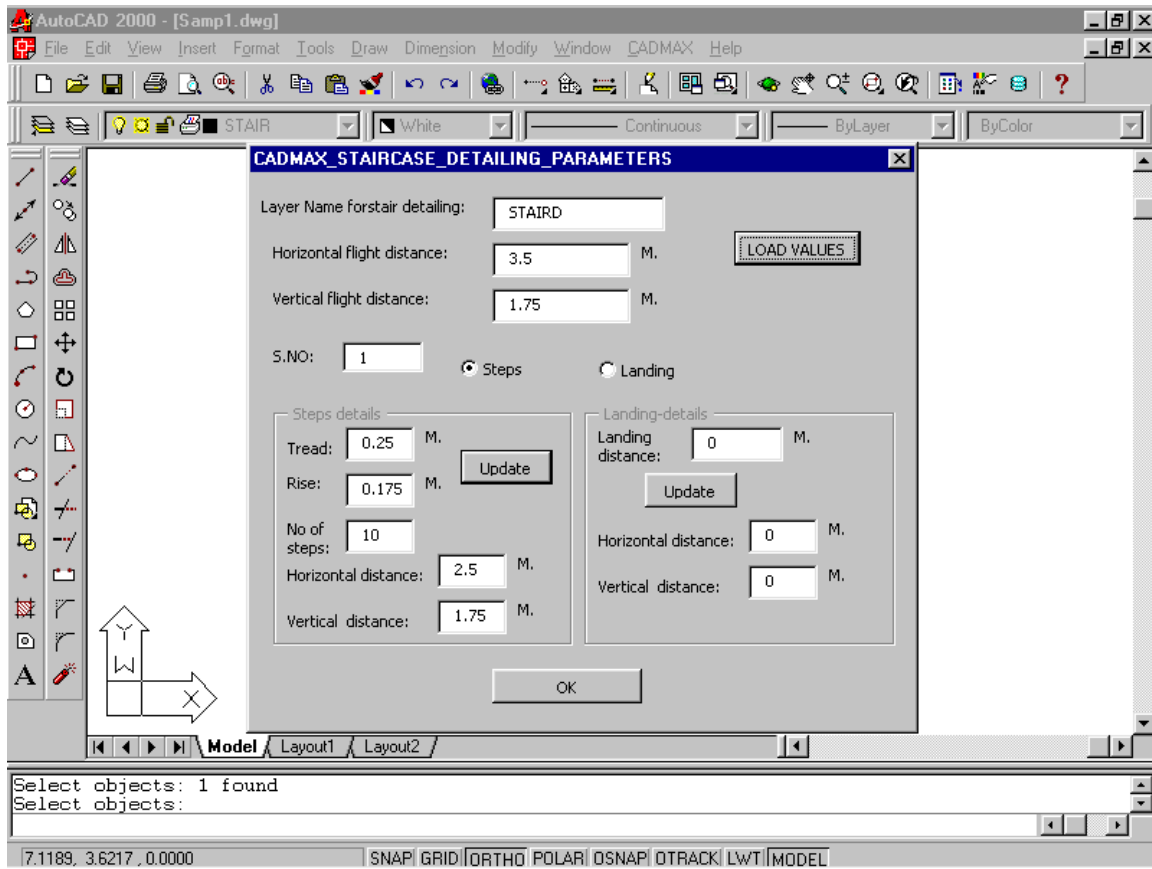 AutoCAD 2000 - [Samp1.dwg]
File Edit View Insert Format Tools Draw Dimension Modify Window CADMAX Help
STAIR White Continuous ByLayer ByColor
CADMAX_STAIRCASE_DETAILING_PARAMETERS
Layer Name forstair detailing: STAIRD
Horizontal flight distance: 3.5 M. LOAD VALUES
Vertical flight distance: 1.75 M.
S.NO: 1 Steps Landing
Steps details
Tread: 0.25 M.
Update
Rise: 0.175 M.
No of
steps: 10
Horizontal distance: 2.5 M.
Vertical distance: 1.75 M.
Landing-details
Landing
distance: 0 M.
Update
Horizontal distance: 0 M.
Vertical distance: 0 M.
OK
A
Y
W
X
Model Layout1 Layout2
Select objects: 1 found
Select objects:
7.1189, 3.6217 , 0.0000 SNAP GRID ORTHO POLAR OSNAP OTRACK LWT MODEL